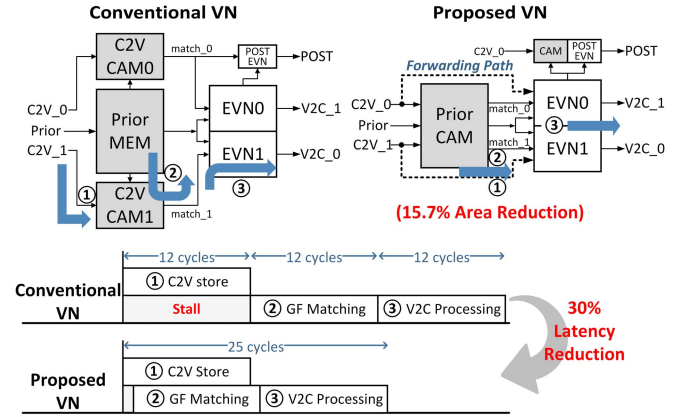 Conventional VN
C2V
CAM0
match_0
POST
EVN
POST
C2V_0
Prior
C2V_1
Prior
MEM
EVN0
EVN1
V2C_1
V2C_0
①
②
③
C2V
CAM1
match_1
Proposed VN
C2V_0
CAM
POST
EVN
POST
Forwarding Path
C2V_0
Prior
C2V_1
Prior
CAM
match_0
match_1
EVN0
③
EVN1
V2C_1
V2C_0
②
①
(15.7% Area Reduction)
12 cycles
12 cycles
12 cycles
Conventional
VN
① C2V store
Stall
② GF Matching
③ V2C Processing
25 cycles
Proposed
VN
① C2V Store
② GF Matching
③ V2C Processing
30%
Latency
Reduction